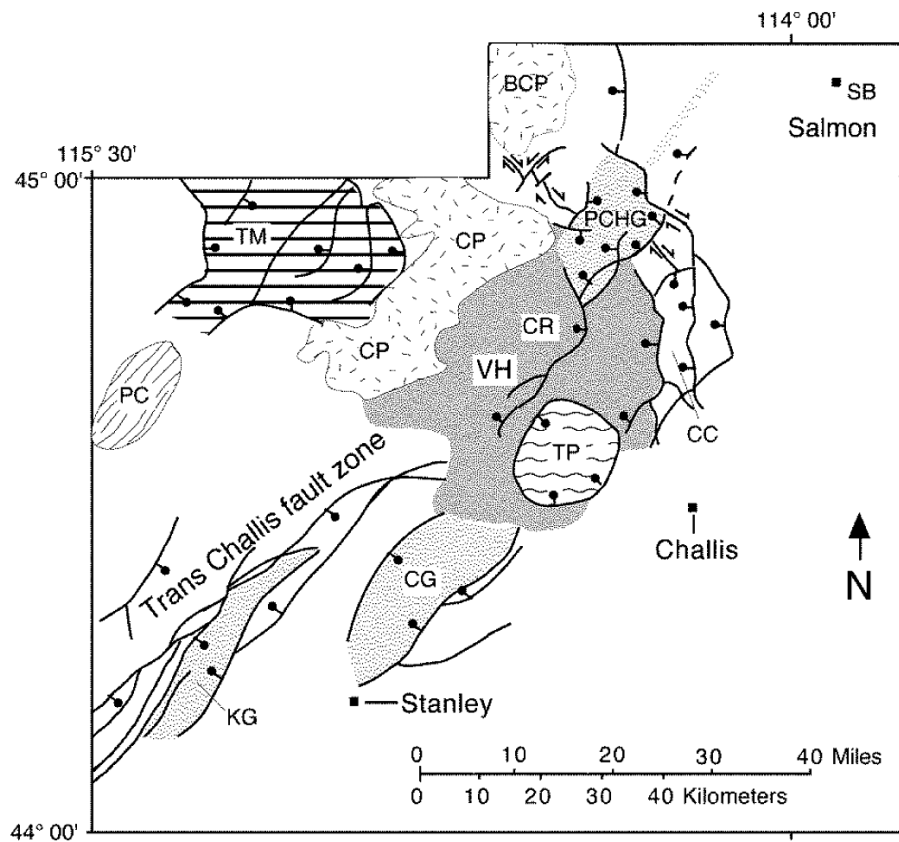 114° 00'
BCP
SB
Salmon
115° 30'
45° 00'
TM
PCHG
CP
CR
CP
VH
PC
CC
TP
Trans Challis fault zone
Challis
CG
N
Stanley
KG
0 10 20 30 40 Miles
0 10 20 30 40 Kilometers
44° 00'